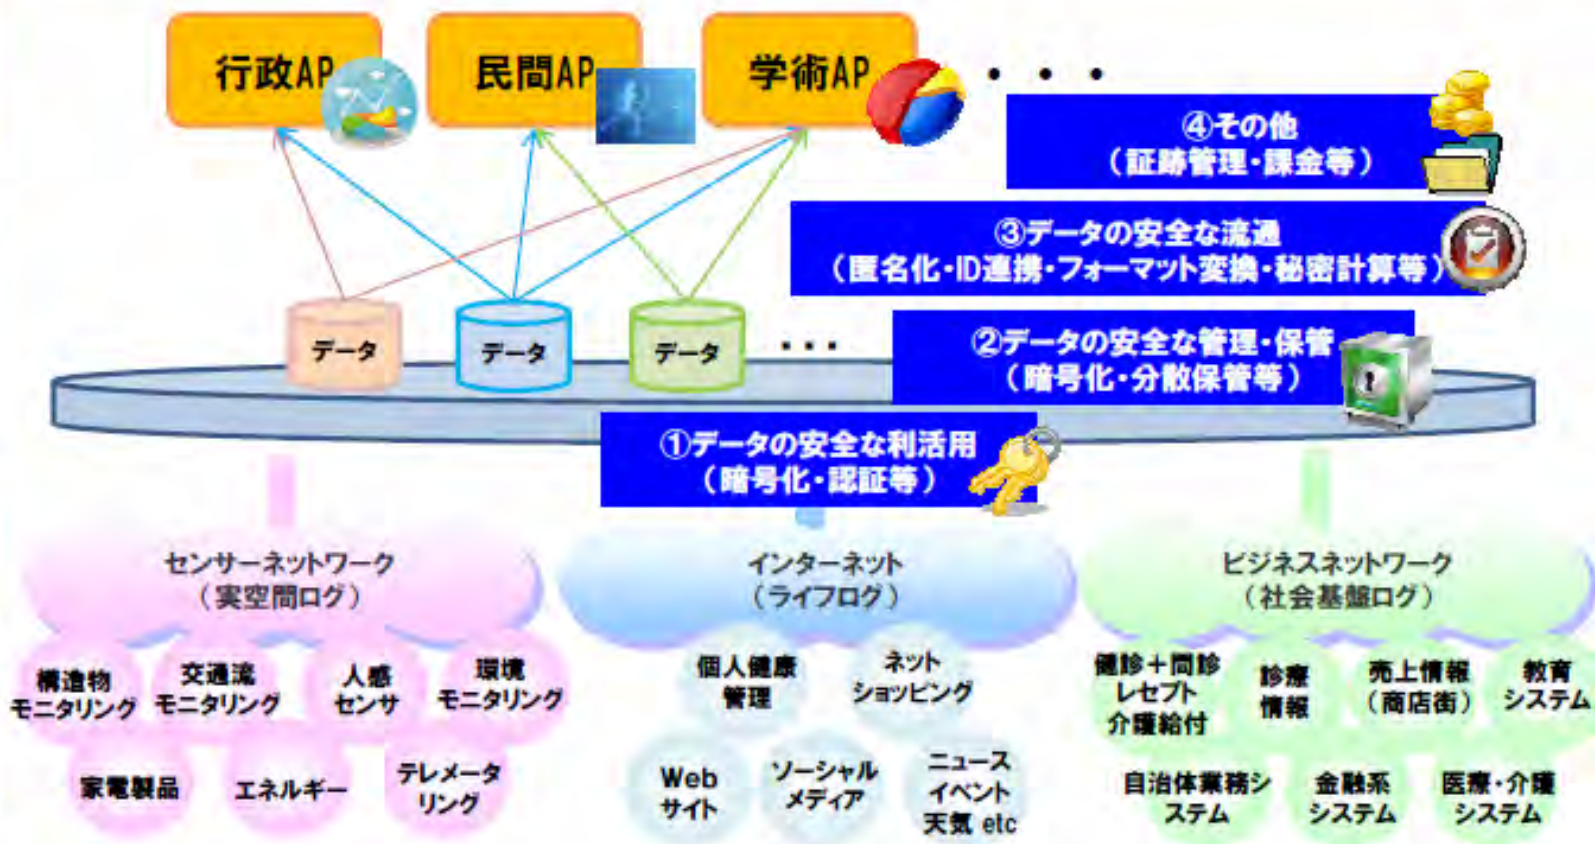 行政AP
民間AP
学術AP
・・・
④その他
（証跡管理・課金等）
③データの安全な流通
（匿名化・ID連携・フォーマット変換・秘密計算等）
データ
データ
データ
・・・
②データの安全な管理・保管
（暗号化・分散保管等）
①データの安全な利活用
（暗号化・認証等）
センサーネットワーク
（実空間ログ）
構造物
モニタリング
交通流
モニタリング
人感
センサ
環境
モニタリング
家電製品
エネルギー
テレメータ
リング
インターネット
（ライフログ）
個人健康
管理
ネット
ショッピング
Web
サイト
ソーシャル
メディア
ニュース
イベント
天気 etc
ビジネスネットワーク
（社会基盤ログ）
健診＋問診
レセプト
介護給付
診療
情報
売上情報
（商店街）
教育
システム
自治体業務シ
ステム
金融系
システム
医療・介護
システム